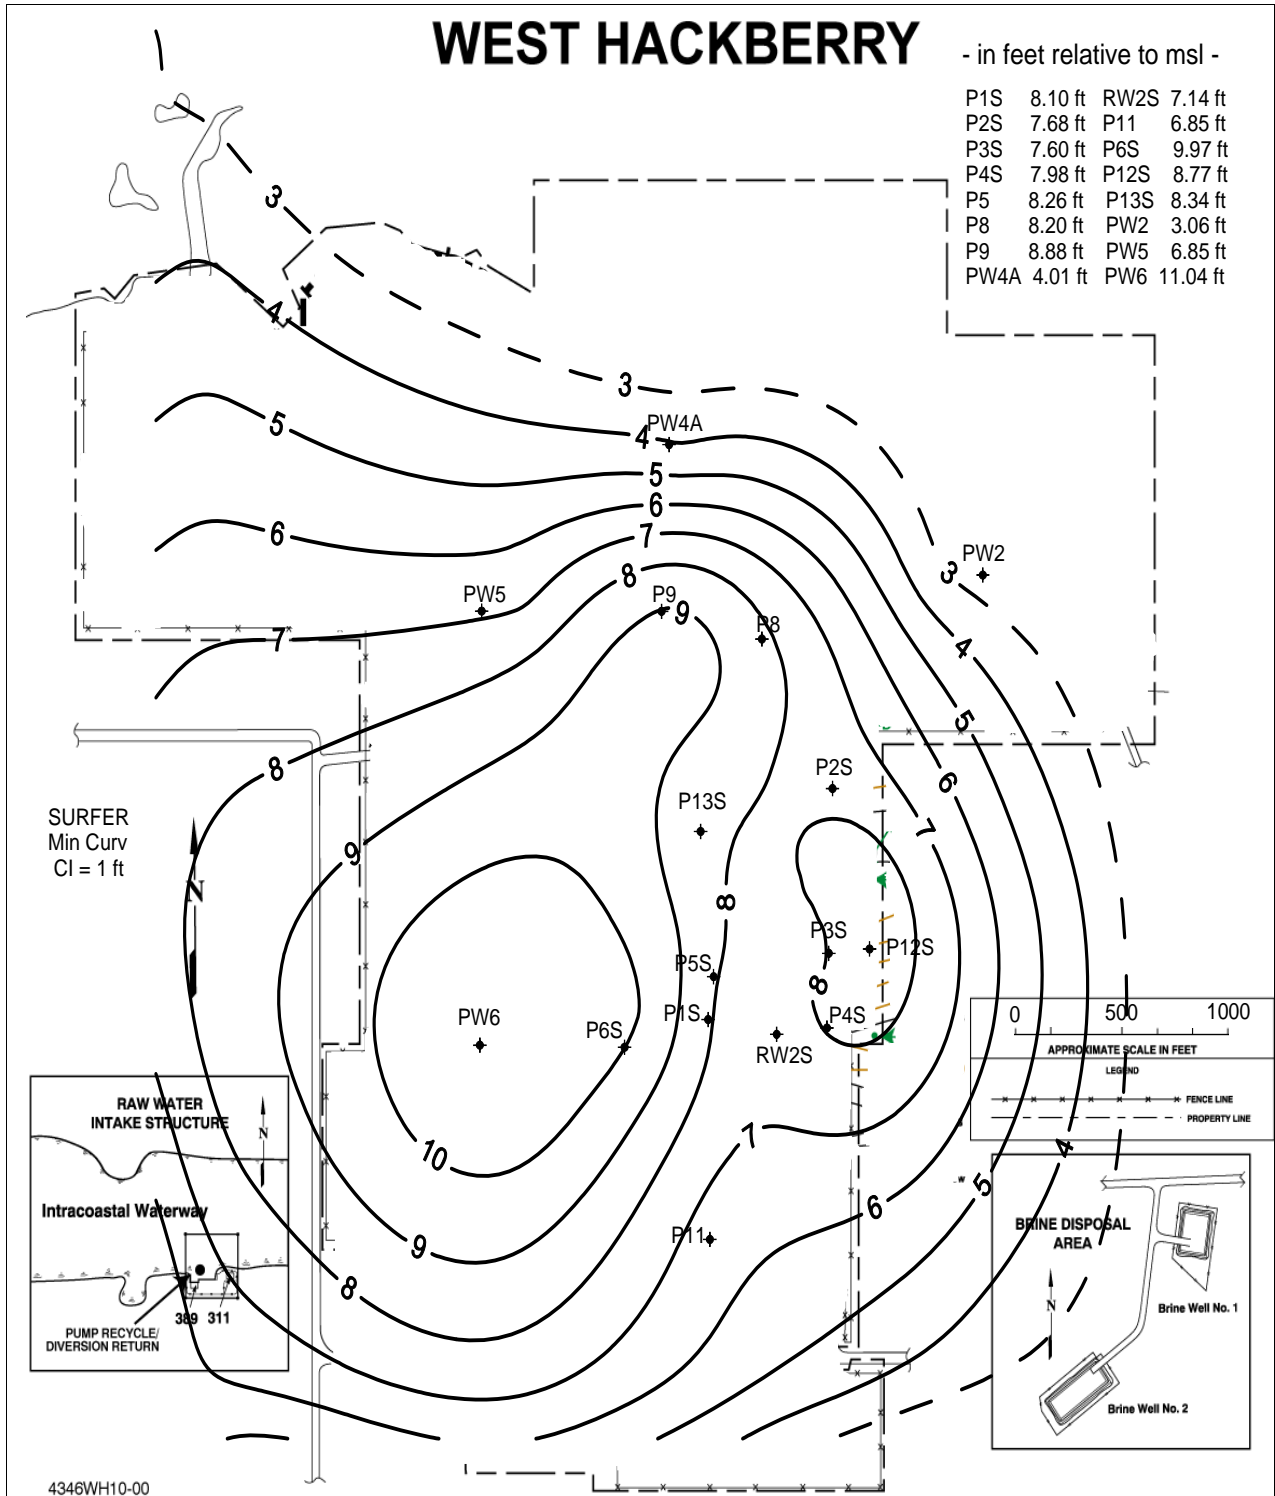 WEST HACKBERRY
- in feet relative to msl -
P1S 8.10 ft RW2S 7.14 ft
P2S 7.68 ft P11 6.85 ft
P3S 7.60 ft P6S 9.97 ft
P4S 7.98 ft P12S 8.77 ft
P5 8.26 ft P13S 8.34 ft
P8 8.20 ft PW2 3.06 ft
P9 8.88 ft PW5 6.85 ft
PW4A 4.01 ft PW6 11.04 ft
3
4
3
PW4A
5
4
5
6
6
7
PW2
8
3
PW5
P9
9
P8
7
4
5
8
P2S
6
SURFER
Min Curv
CI = 1 ft
P13S
7
9
N
8
P3S
P12S
P5S
8
P1S
P4S
PW6
P6S
RW2S
0 500 1000
APPROXIMATE SCALE IN FEET
LEGEND
FENCE LINE
PROPERTY LINE
RAW WATER
INTAKE STRUCTURE
N
Intracoastal Waterway
389 311
PUMP RECYCLE/
DIVERSION RETURN
10
7
4
5
6
W
P11
9
8
BRINE DISPOSAL
AREA
N
Brine Well No. 1
Brine Well No. 2
4346WH10-00